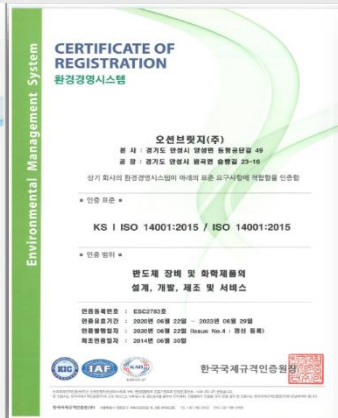 Environmental Management System
CERTIFICATE OF
REGISTRATION
환경경영시스템
오션브릿지(주)
본 사 : 경기도 안성시 양성면 동항공단길 49
공 장 : 경기도 안성시 원곡면 승량길 23-16
상기 회사의 환경경영시스템이 아래의 표준 요구사항에 적합함을 인증함
인증 표준
KS I ISO 14001:2015 / ISO 14001:2015
인증 범위
반도체 장비 및 화학제품의
설계, 개발, 제조 및 서비스
인증등록번호 : ESC2783호
인증유효기간 : 2020년 06월 22일 - 2023년 06월 29일
인증발행일자 : 2020년 06월 22일 (Issue No.4 : 갱신 등록)
최초인증일자 : 2014년 06월 30일
KIC
IAF
한국국제규격인증원장